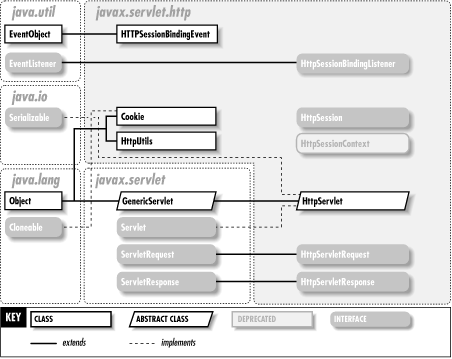 java.util
javax.servlet.http
EventObject
HTTPSessionBindingEvent
EventListener
HttpSessionBindingListener
java.io
Serializable
Cookie
HttpSession
HttpUtils
HttpSessionContext
java.lang
javax.servlet
Object
GenericServlet
HttpServlet
Cloneable
Servlet
ServletRequest
HttpServletRequest
ServletResponse
HttpServletResponse
KEY
CLASS
ABSTRACT CLASS
DEPRECATED
INTERFACE
extends
implements